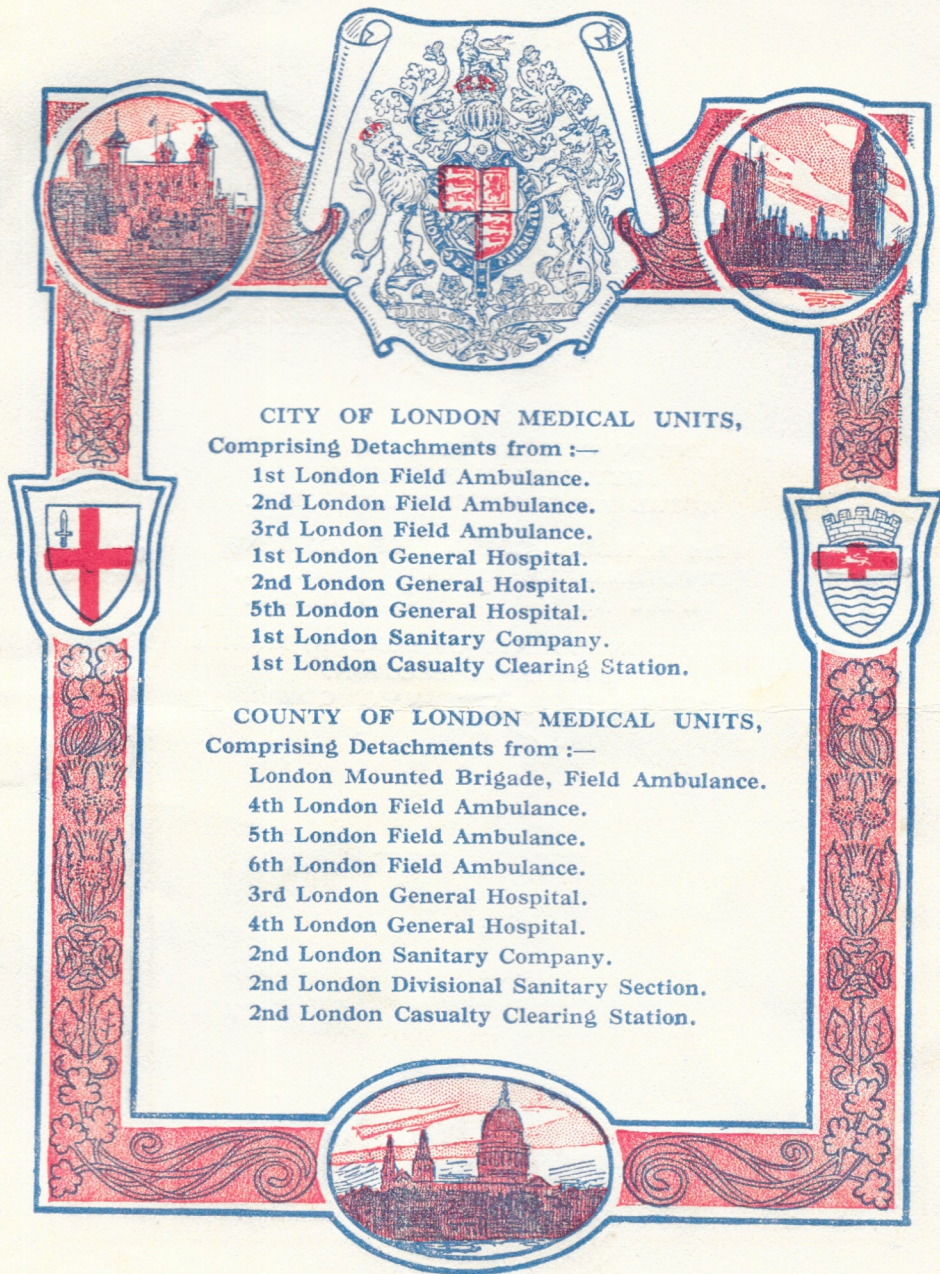 CITY OF LONDON MEDICAL UNITS,
Comprising Detachments from :—
1st London Field Ambulance.
2nd London Field Ambulance.
3rd London Field Ambulance.
1st London General Hospital.
2nd London General Hospital.
5th London General Hospital.
1st London Sanitary Company.
1st London Casualty Clearing Station.
COUNTY OF LONDON MEDICAL UNITS,
Comprising Detachments from :—
London Mounted Brigade, Field Ambulance.
4th London Field Ambulance.
5th London Field Ambulance.
6th London Field Ambulance.
3rd London General Hospital.
4th London General Hospital.
2nd London Sanitary Company.
2nd London Divisional Sanitary Section.
2nd London Casualty Clearing Station.